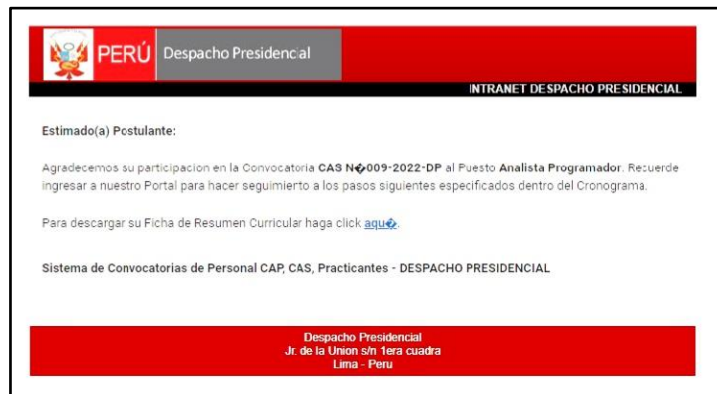 PERÚ Despacho Presidencial
INTRANET DESPACHO PRESIDENCIAL
Estimado(a) Postulante:
Agradecemos su participacion en la Convocatoria CAS N�009-2022-DP al Puesto Analista Programador. Recuerde
ingresar a nuestro Portal para hacer seguimiento a los pasos siguientes especificados dentro del Cronograma.
Para descargar su Ficha de Resumen Curricular haga click aqu�.
Sistema de Convocatorias de Personal CAP, CAS, Practicantes - DESPACHO PRESIDENCIAL
Despacho Presidencial
Jr. de la Union s/n 1era cuadra
Lima - Peru